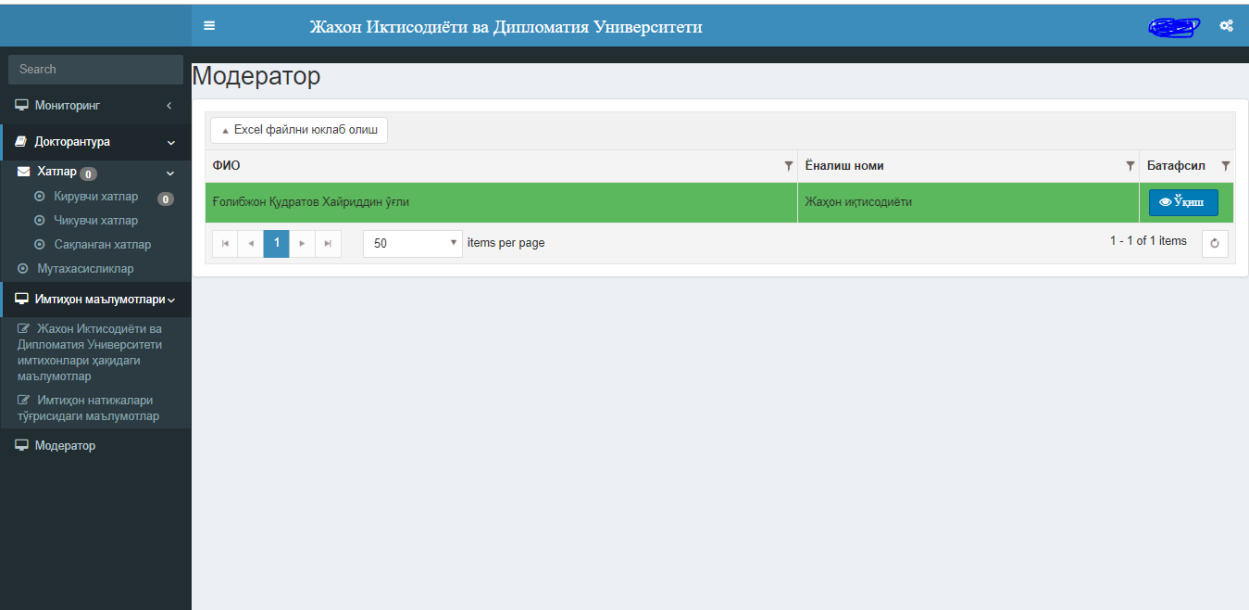 Жахон Иктисодиёти ва Дипломатия Университети
Search
Мониторинг
Докторантура
Хатлар 0
Кирувчи хатлар 0
Чиқувчи хатлар
Сақланган хатлар
Мутахасисликлар
Имтиҳон маълумотлари
Жахон Иктисодиёти ва
Дипломатия Университети
имтихонлари ҳақидаги
маълумотлар
Имтиҳон натижалари
тўғрисидаги маълумотлар
Модератор
Модератор
Excel файлни юклаб олиш
ФИО Ёналиш номи Батафсил
Ғолибжон Қудратов Хайриддин ўғли Жаҳон иқтисодиёти Ўқиш
1 50 items per page 1 - 1 of 1 items